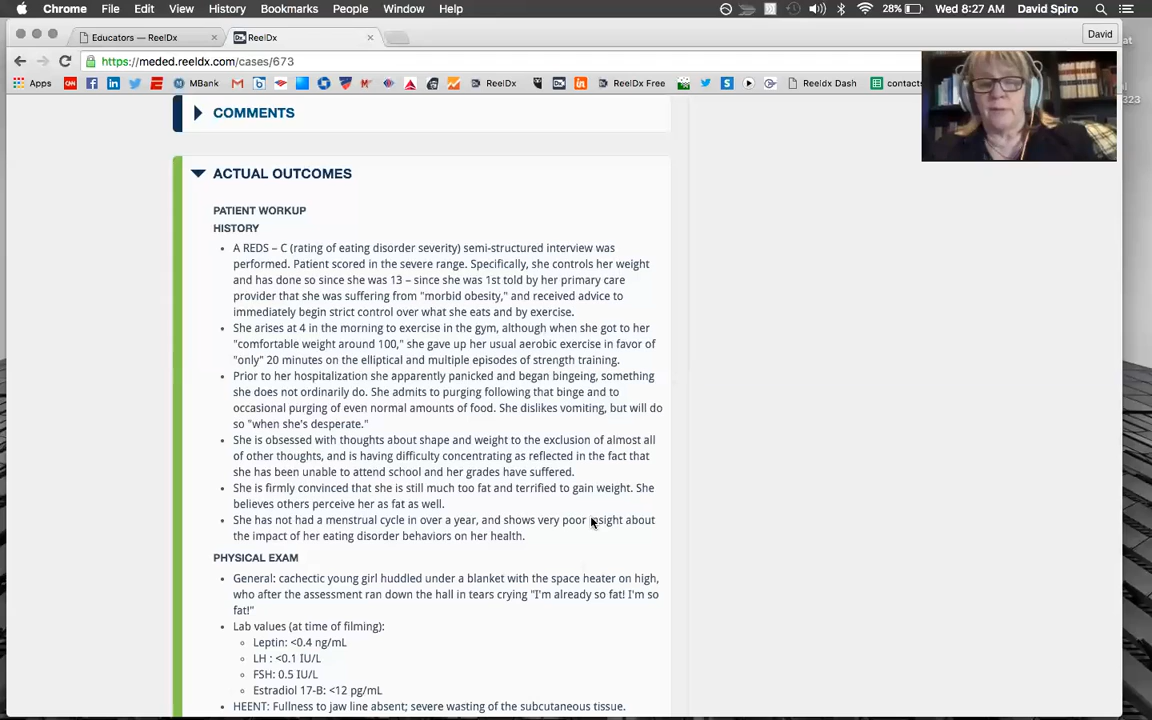 Chrome File Edit View History Bookmarks People Window Help 28% Wed 8:27 AM David Spiro
Educators — ReelDx ReelDx David
https://meded.reeldx.com/cases/673
Apps MBank ReelDx ReelDx Free Reeldx Dash contacts
COMMENTS
ACTUAL OUTCOMES
PATIENT WORKUP
HISTORY
• A REDS – C (rating of eating disorder severity) semi-structured interview was
performed. Patient scored in the severe range. Specifically, she controls her weight
and has done so since she was 13 – since she was 1st told by her primary care
provider that she was suffering from "morbid obesity," and received advice to
immediately begin strict control over what she eats and by exercise.
• She arises at 4 in the morning to exercise in the gym, although when she got to her
"comfortable weight around 100," she gave up her usual aerobic exercise in favor of
"only" 20 minutes on the elliptical and multiple episodes of strength training.
• Prior to her hospitalization she apparently panicked and began bingeing, something
she does not ordinarily do. She admits to purging following that binge and to
occasional purging of even normal amounts of food. She dislikes vomiting, but will do
so "when she's desperate."
• She is obsessed with thoughts about shape and weight to the exclusion of almost all
of other thoughts, and is having difficulty concentrating as reflected in the fact that
she has been unable to attend school and her grades have suffered.
• She is firmly convinced that she is still much too fat and terrified to gain weight. She
believes others perceive her as fat as well.
• She has not had a menstrual cycle in over a year, and shows very poor insight about
the impact of her eating disorder behaviors on her health.
PHYSICAL EXAM
• General: cachectic young girl huddled under a blanket with the space heater on high,
who after the assessment ran down the hall in tears crying "I'm already so fat! I'm so
fat!"
• Lab values (at time of filming):
Leptin: <0.4 ng/mL
LH : <0.1 IU/L
FSH: 0.5 IU/L
Estradiol 17-B: <12 pg/mL
• HEENT: Fullness to jaw line absent; severe wasting of the subcutaneous tissue.